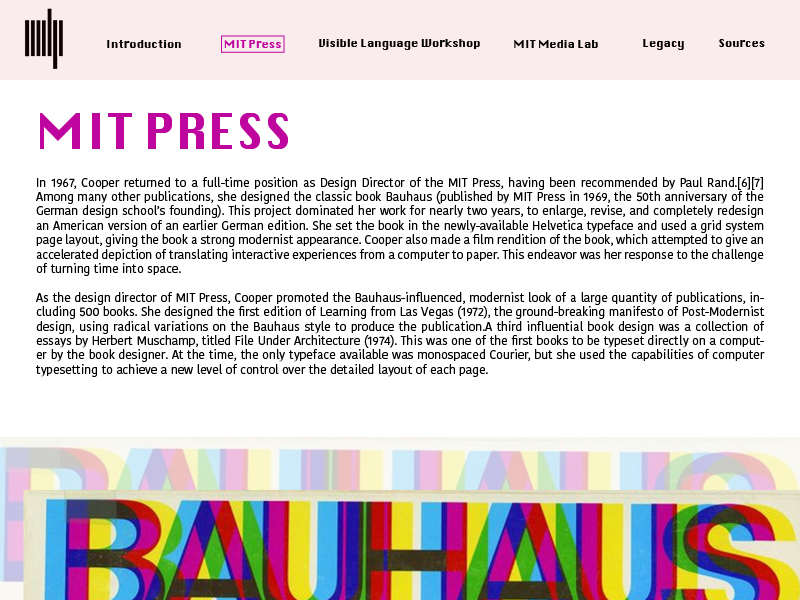 Introduction
MIT Press
Visible Language Workshop
MIT Media Lab
Legacy
Sources
MIT PRESS
In 1967, Cooper returned to a full-time position as Design Director of the MIT Press, having been recommended by Paul Rand.[6][7]
Among many other publications, she designed the classic book Bauhaus (published by MIT Press in 1969, the 50th anniversary of the
German design school’s founding). This project dominated her work for nearly two years, to enlarge, revise, and completely redesign
an American version of an earlier German edition. She set the book in the newly-available Helvetica typeface and used a grid system
page layout, giving the book a strong modernist appearance. Cooper also made a film rendition of the book, which attempted to give an
accelerated depiction of translating interactive experiences from a computer to paper. This endeavor was her response to the challenge
of turning time into space.
As the design director of MIT Press, Cooper promoted the Bauhaus-influenced, modernist look of a large quantity of publications, in-
cluding 500 books. She designed the first edition of Learning from Las Vegas (1972), the ground-breaking manifesto of Post-Modernist
design, using radical variations on the Bauhaus style to produce the publication.A third influential book design was a collection of
essays by Herbert Muschamp, titled File Under Architecture (1974). This was one of the first books to be typeset directly on a comput-
er by the book designer. At the time, the only typeface available was monospaced Courier, but she used the capabilities of computer
typesetting to achieve a new level of control over the detailed layout of each page.
BAUHAUS
BAUHAUS